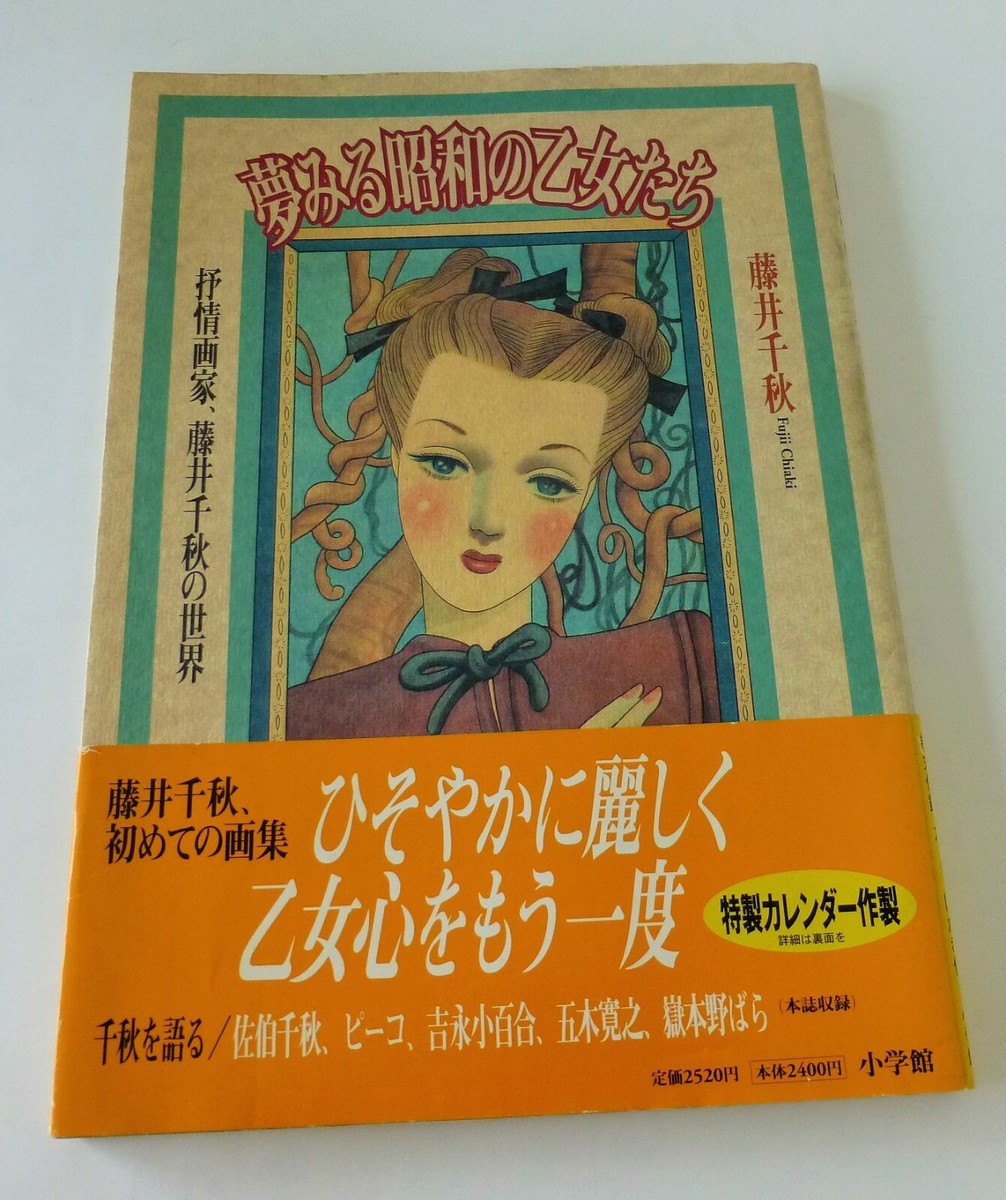 夢みる昭和の乙女たち
藤井千秋
Fujii Chiaki
抒情画家、藤井千秋の世界
藤井千秋、
初めての画集
ひそやかに麗しく
乙女心をもう一度
特製カレンダー作製
詳細は裏面を
千秋を語る/佐伯千秋、ピーコ、吉永小百合、五木寛之、嶽本野ばら(本誌収録)
定価2520円 本体2400円 小学館